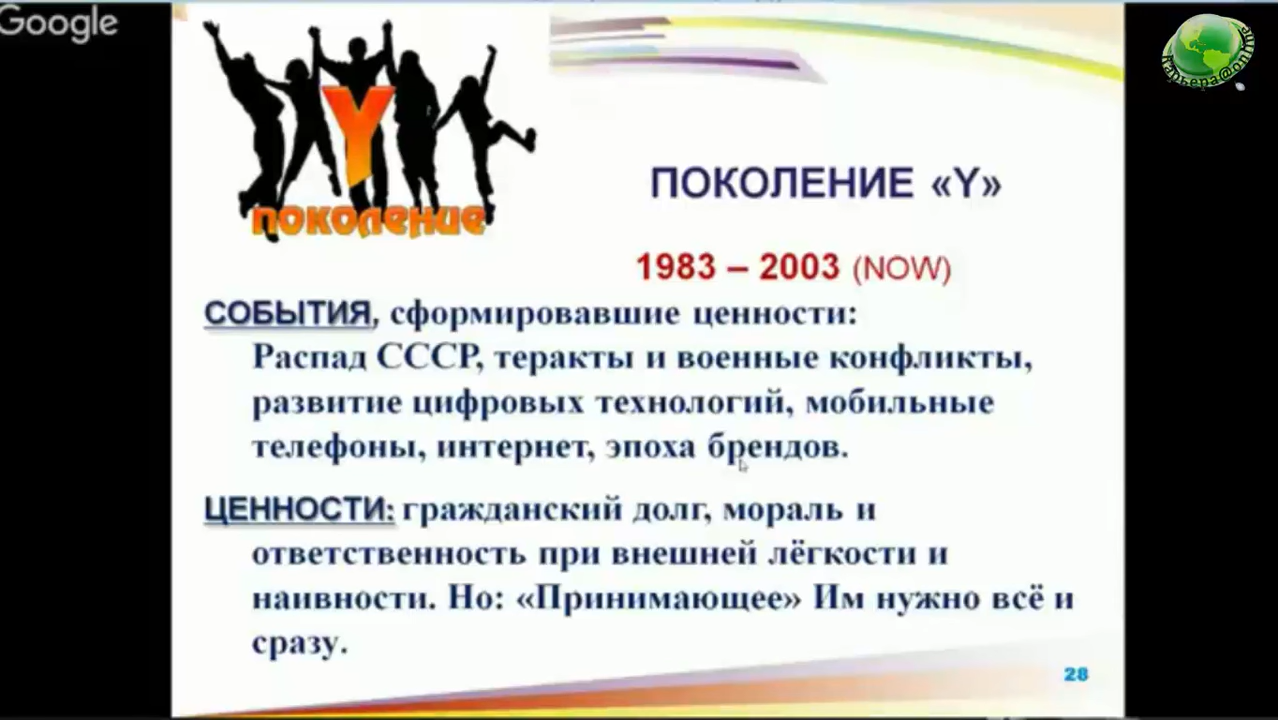 Google
карьера@online
Y
поколение
ПОКОЛЕНИЕ «Y»
1983 – 2003 (NOW)
СОБЫТИЯ, сформировавшие ценности:
Распад СССР, теракты и военные конфликты,
развитие цифровых технологий, мобильные
телефоны, интернет, эпоха брендов.
ЦЕННОСТИ: гражданский долг, мораль и
ответственность при внешней лёгкости и
наивности. Но: «Принимающее» Им нужно всё и
сразу.
28